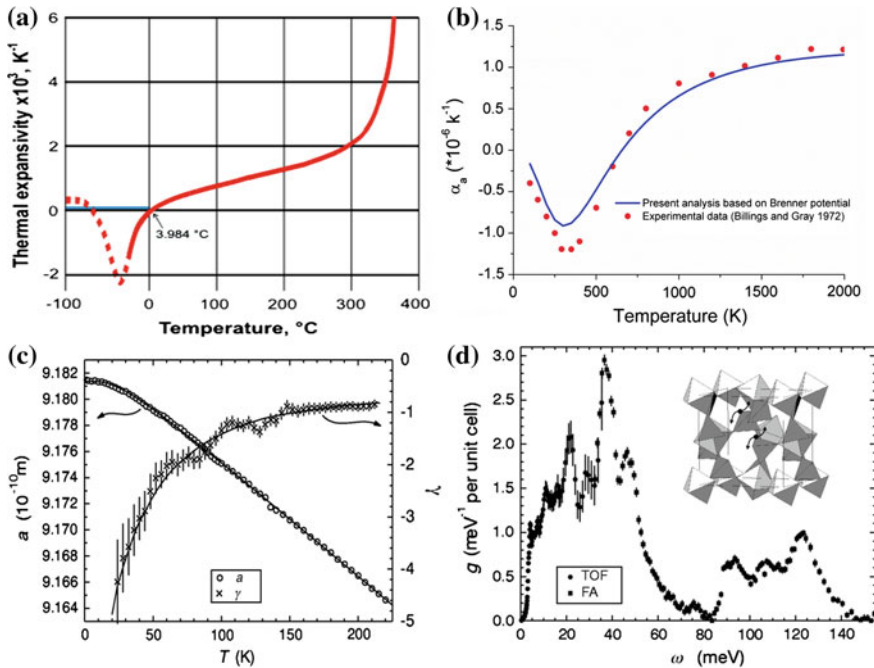 (a)
Thermal expansivity x10³, K⁻¹
6
4
2
0
-2
3.984 °C
-100 0 100 200 300 400
Temperature, °C
(b)
αₐ (*10⁻⁶ k⁻¹)
1.5
1.0
0.5
0.0
-0.5
-1.0
-1.5
Present analysis based on Brenner potential
Experimental data (Billings and Gray 1972)
0 500 1000 1500 2000
Temperature (K)
(c)
a (10⁻¹⁰m)
9.182
9.180
9.176
9.174
9.170
9.168
9.166
9.164
0
-1
-2
-3
-4
-5
γ
a
γ
0 50 100 150 200
T (K)
(d)
g (meV⁻¹ per unit cell)
3.0
2.5
2.0
1.5
1.0
0.5
0
TOF
FA
0 20 40 60 80 100 120 140
ω (meV)